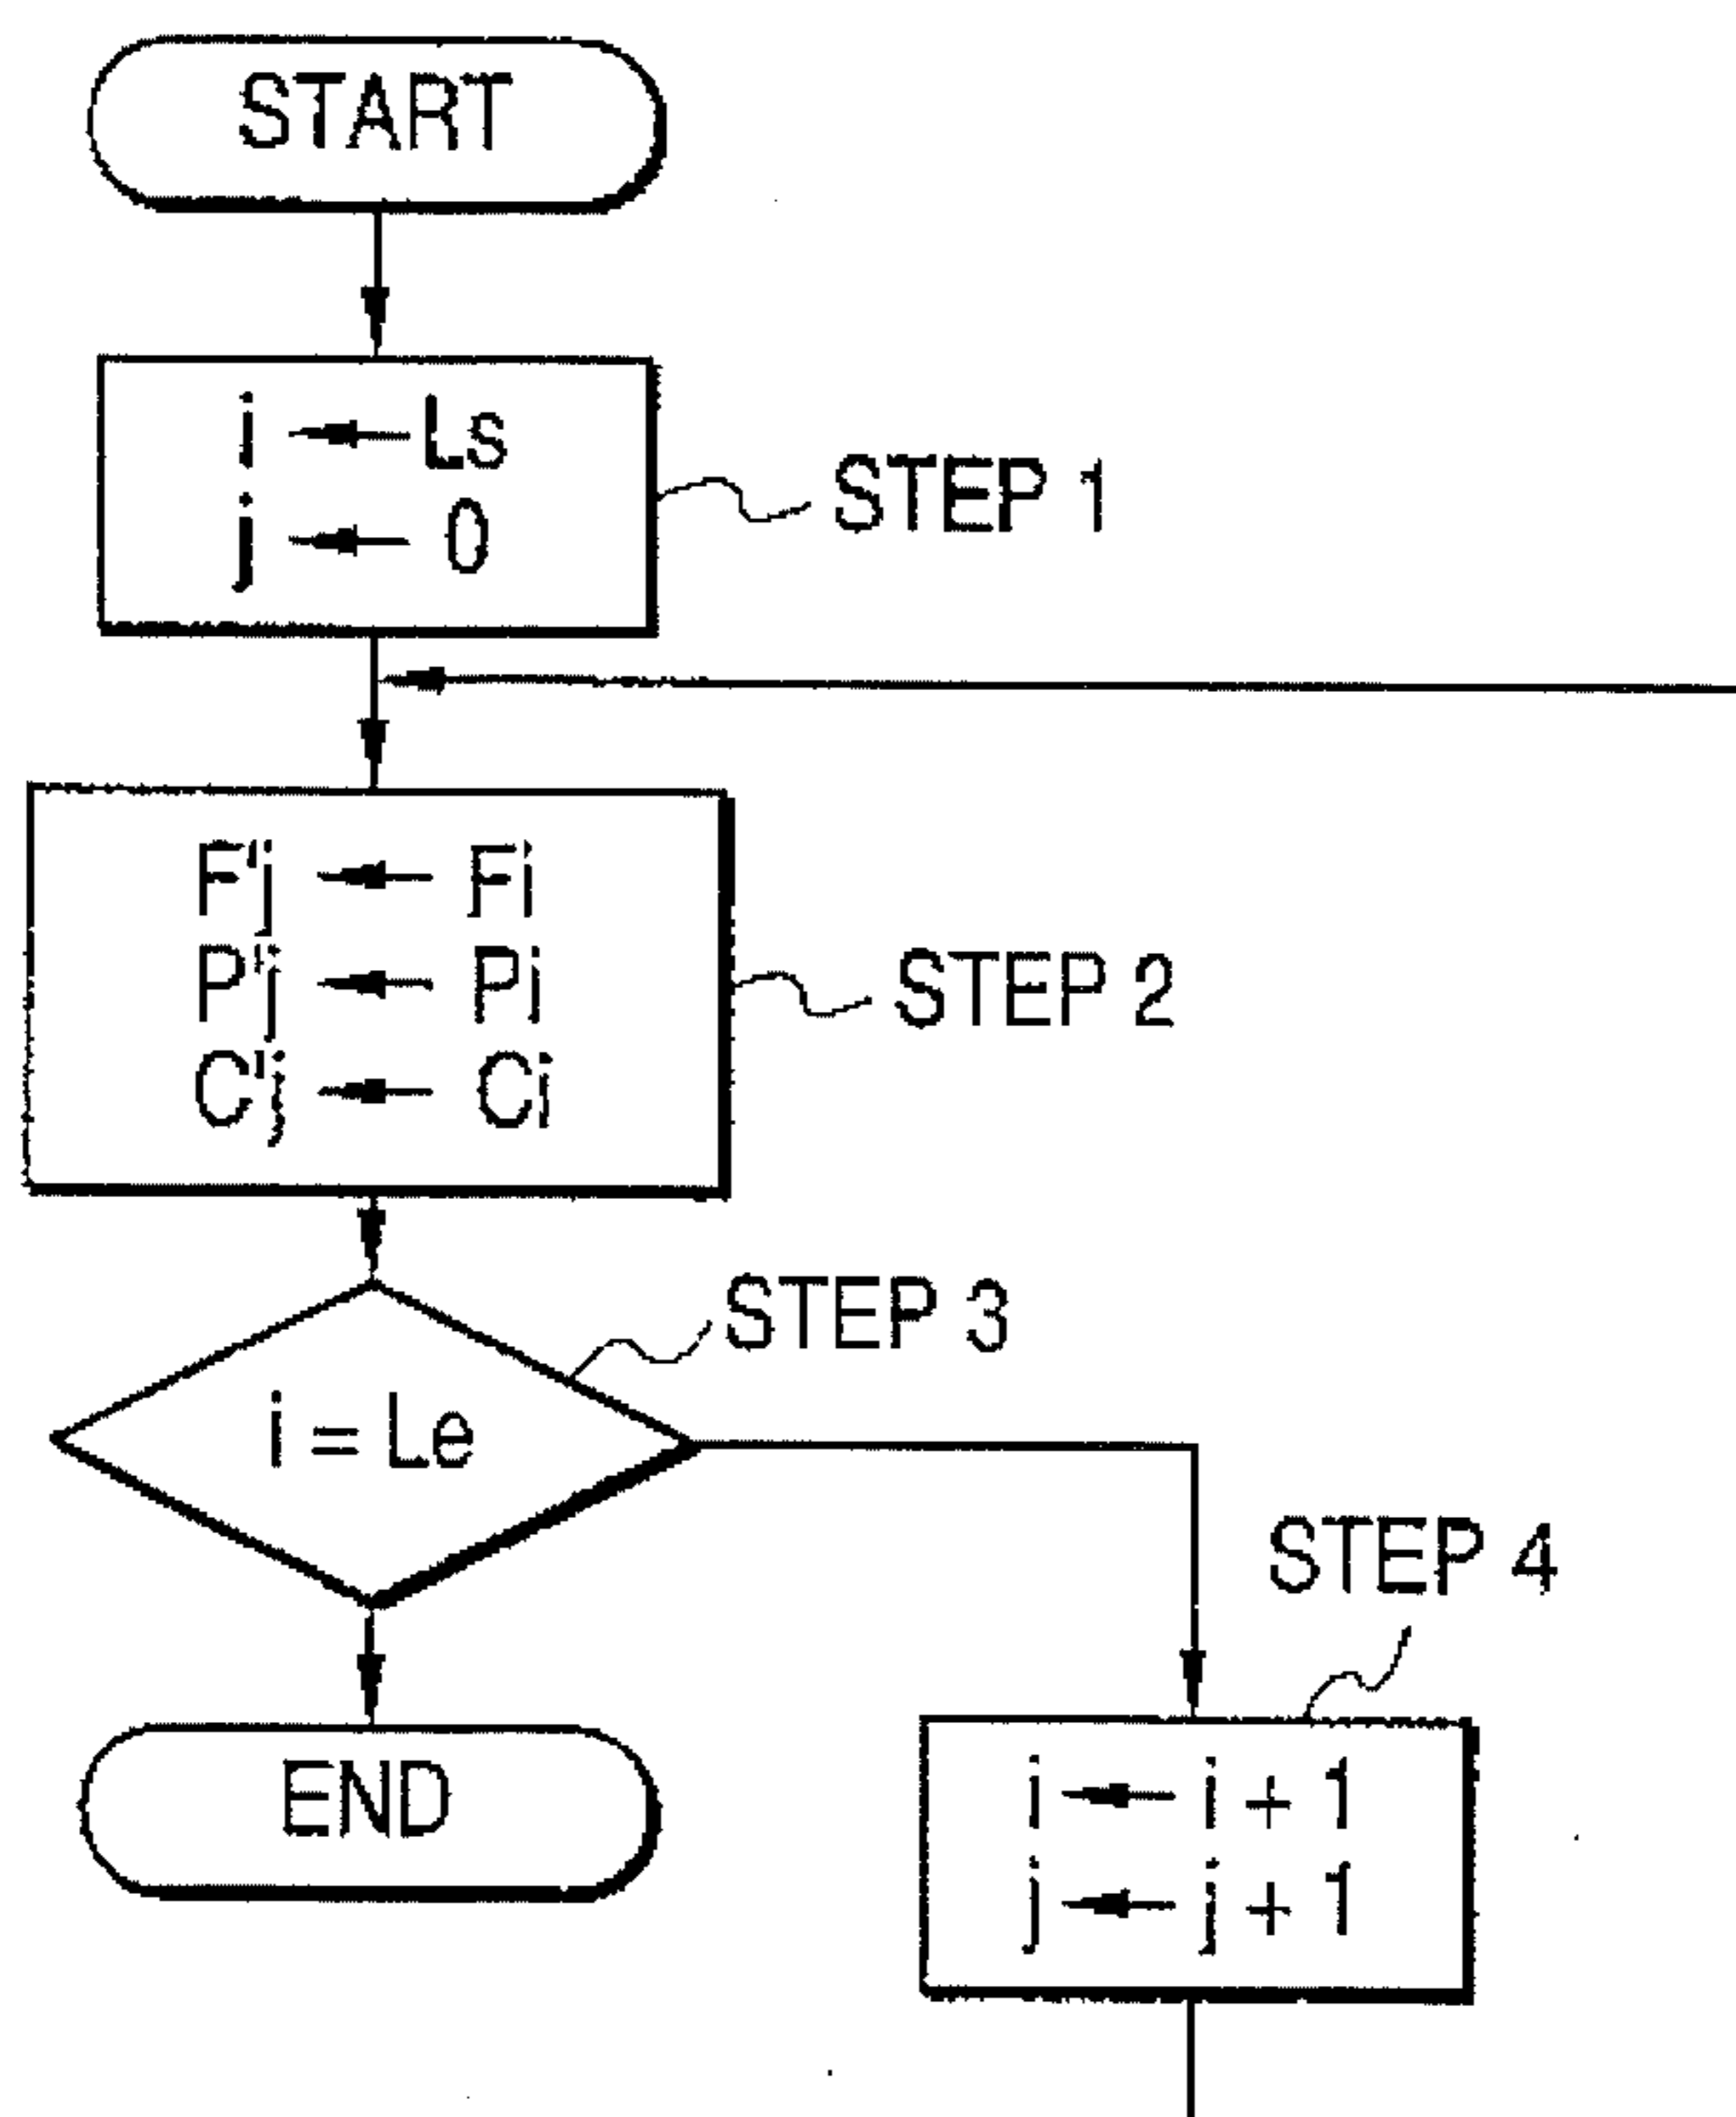 START
i ← Ls
j ← 0
STEP 1
F'j ← Fi
P'j ← Pi
C'j ← Ci
STEP 2
STEP 3
i = Le
STEP 4
END
i ← i + 1
j ← j + 1